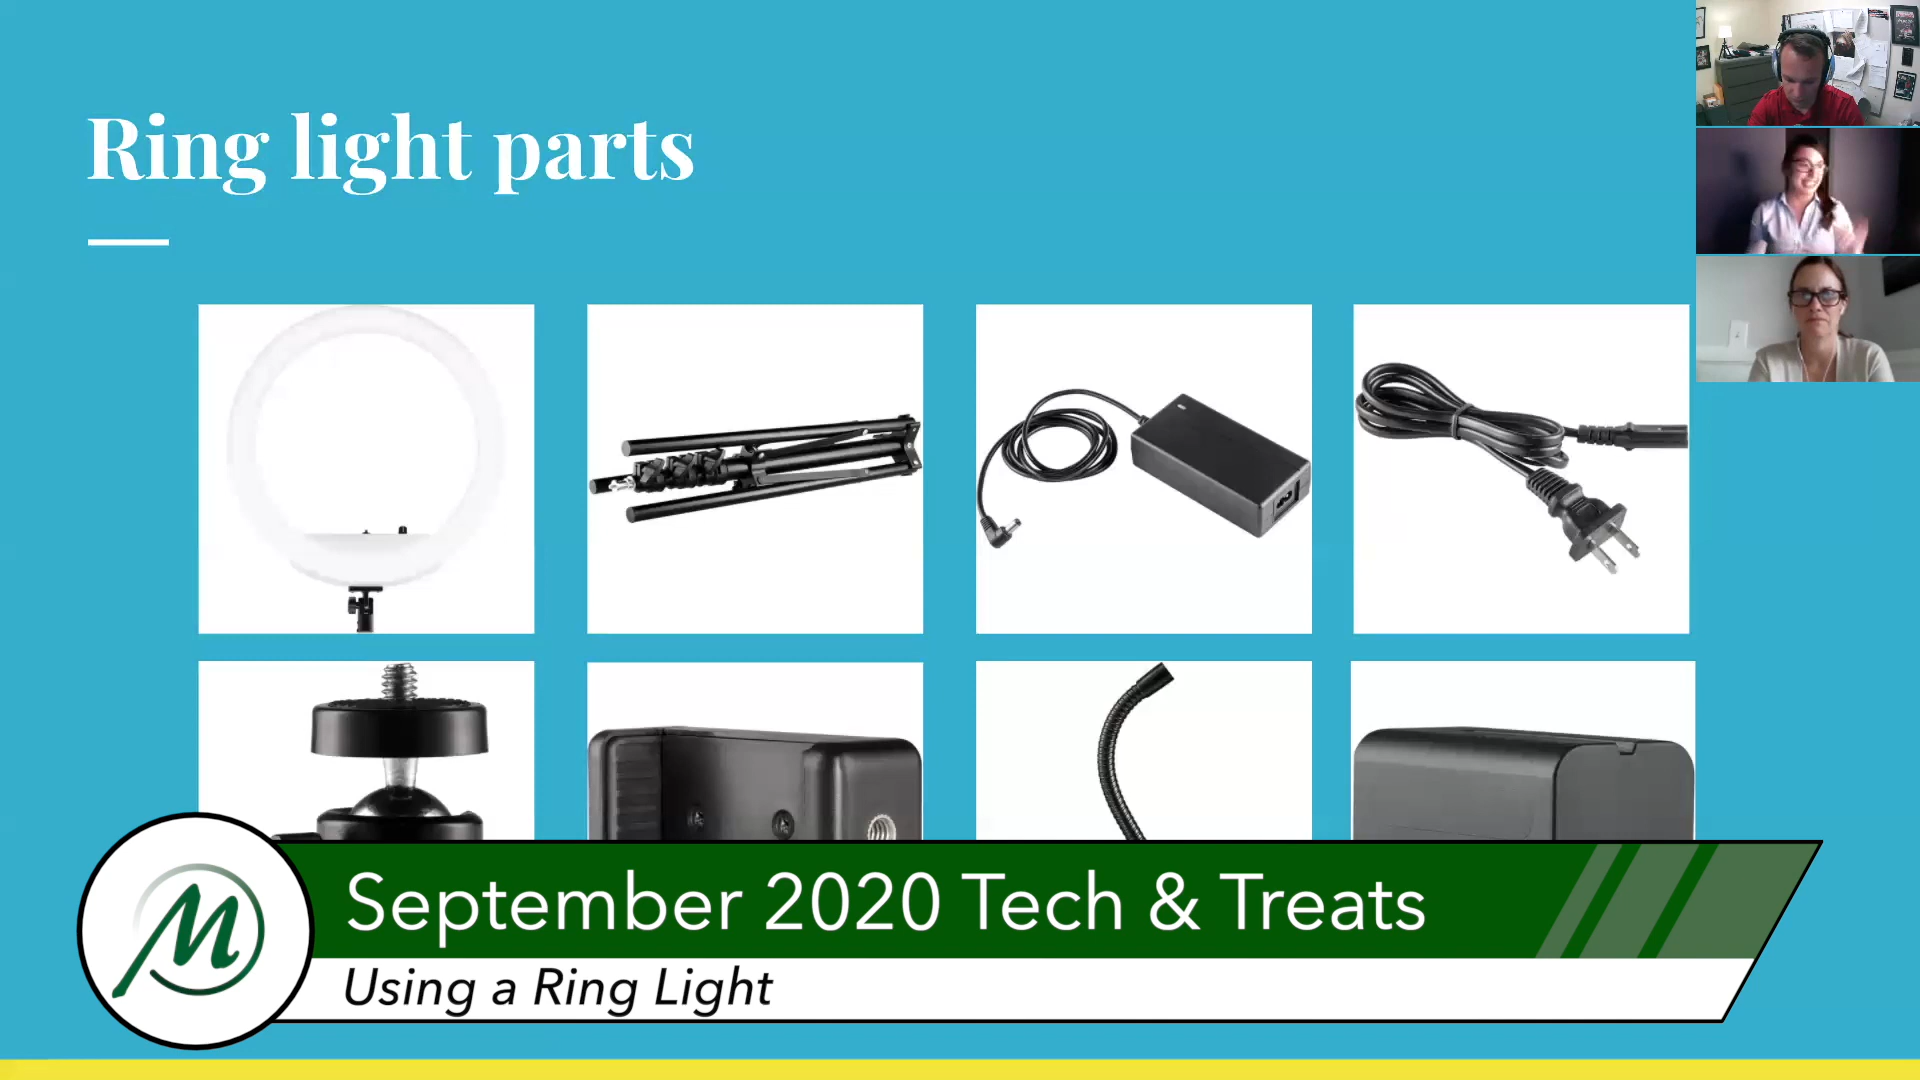 Ring light parts
M
September 2020 Tech & Treats
Using a Ring Light